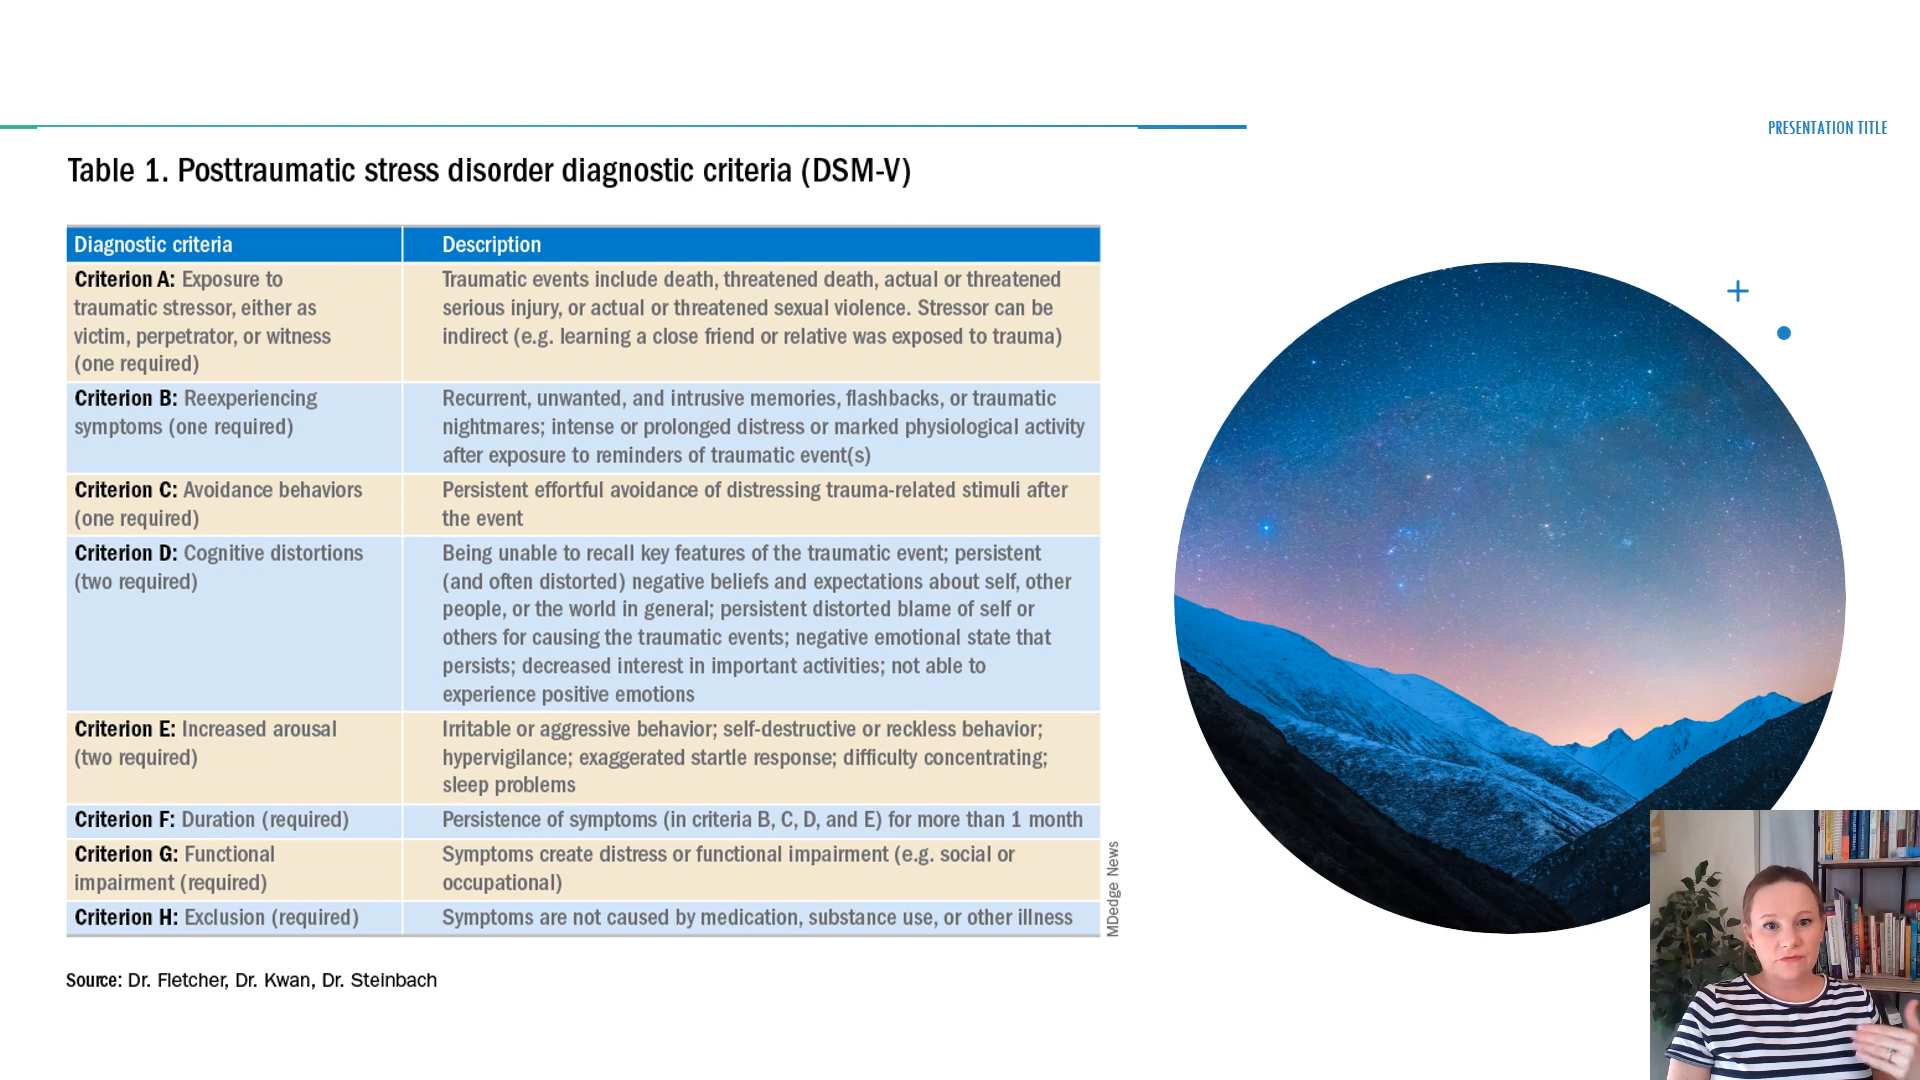 PRESENTATION TITLE
Table 1. Posttraumatic stress disorder diagnostic criteria (DSM-V)
Diagnostic criteria
Description
Criterion A: Exposure to
traumatic stressor, either as
victim, perpetrator, or witness
(one required)
Traumatic events include death, threatened death, actual or threatened
serious injury, or actual or threatened sexual violence. Stressor can be
indirect (e.g. learning a close friend or relative was exposed to trauma)
Criterion B: Reexperiencing
symptoms (one required)
Recurrent, unwanted, and intrusive memories, flashbacks, or traumatic
nightmares; intense or prolonged distress or marked physiological activity
after exposure to reminders of traumatic event(s)
Criterion C: Avoidance behaviors
(one required)
Persistent effortful avoidance of distressing trauma-related stimuli after
the event
Criterion D: Cognitive distortions
(two required)
Being unable to recall key features of the traumatic event; persistent
(and often distorted) negative beliefs and expectations about self, other
people, or the world in general; persistent distorted blame of self or
others for causing the traumatic events; negative emotional state that
persists; decreased interest in important activities; not able to
experience positive emotions
Criterion E: Increased arousal
(two required)
Irritable or aggressive behavior; self-destructive or reckless behavior;
hypervigilance; exaggerated startle response; difficulty concentrating;
sleep problems
Criterion F: Duration (required)
Persistence of symptoms (in criteria B, C, D, and E) for more than 1 month
Criterion G: Functional
impairment (required)
Symptoms create distress or functional impairment (e.g. social or
occupational)
Criterion H: Exclusion (required)
Symptoms are not caused by medication, substance use, or other illness
MDedge News
Source: Dr. Fletcher, Dr. Kwan, Dr. Steinbach